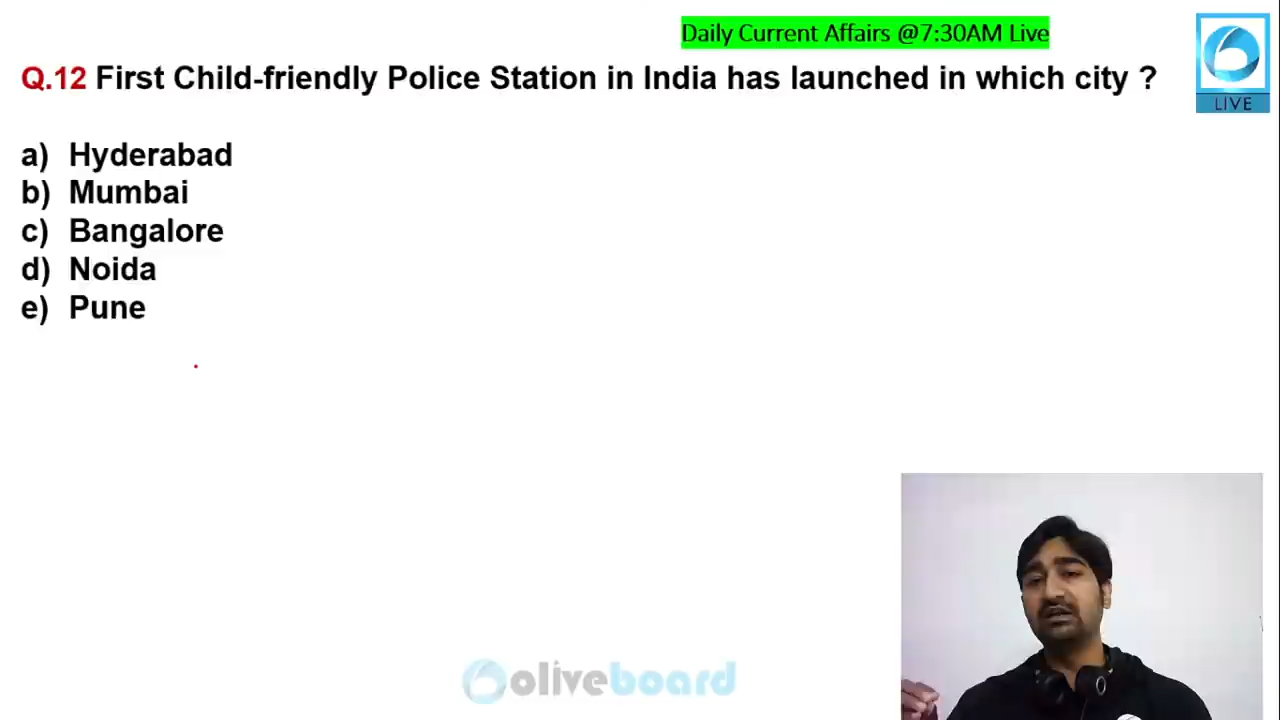 Daily Current Affairs @7:30AM Live
Q.12 First Child-friendly Police Station in India has launched in which city ?
LIVE
a) Hyderabad
b) Mumbai
c) Bangalore
d) Noida
e) Pune
oliveboard